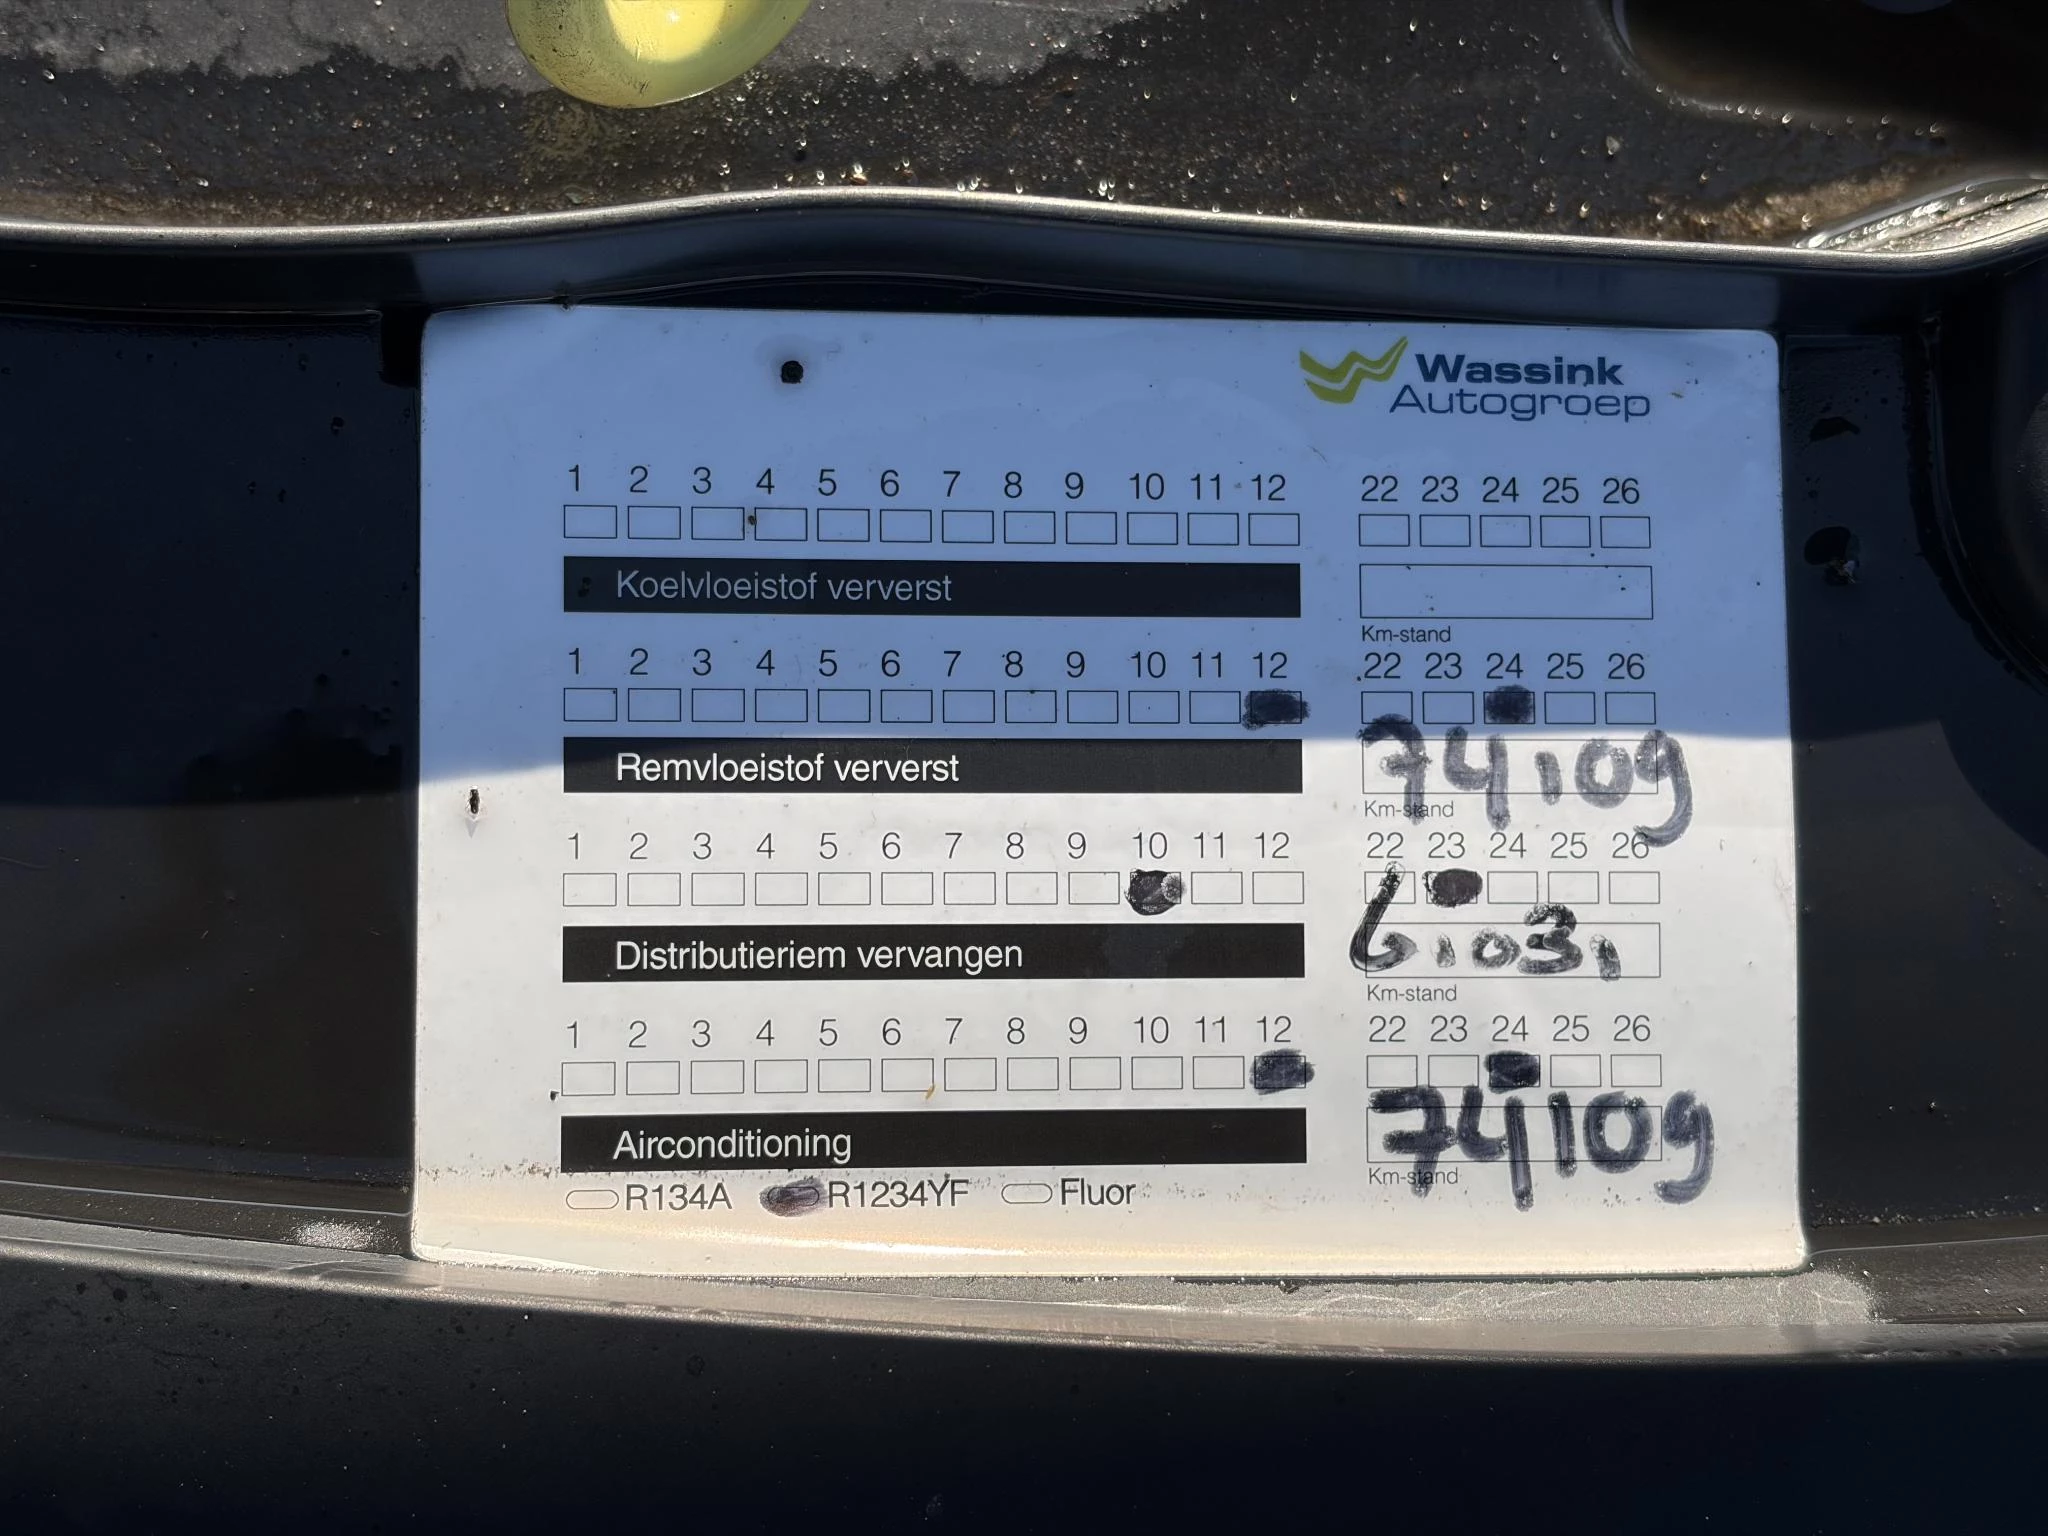 Wassink
Autogroep
1 2 3 4 5 6 7 8 9 10 11 12 22 23 24 25 26
Koelvloeistof ververst
Km-stand
1 2 3 4 5 6 7 8 9 10 11 12 22 23 24 25 26
Remvloeistof ververst 74109
Km-stand
1 2 3 4 5 6 7 8 9 10 11 12 22 23 24 25 26
Distributieriem vervangen
Km-stand
1 2 3 4 5 6 7 8 9 10 11 12 22 23 24 25 26
Airconditioning 74109
Km-stand
R134A R1234YF Fluor